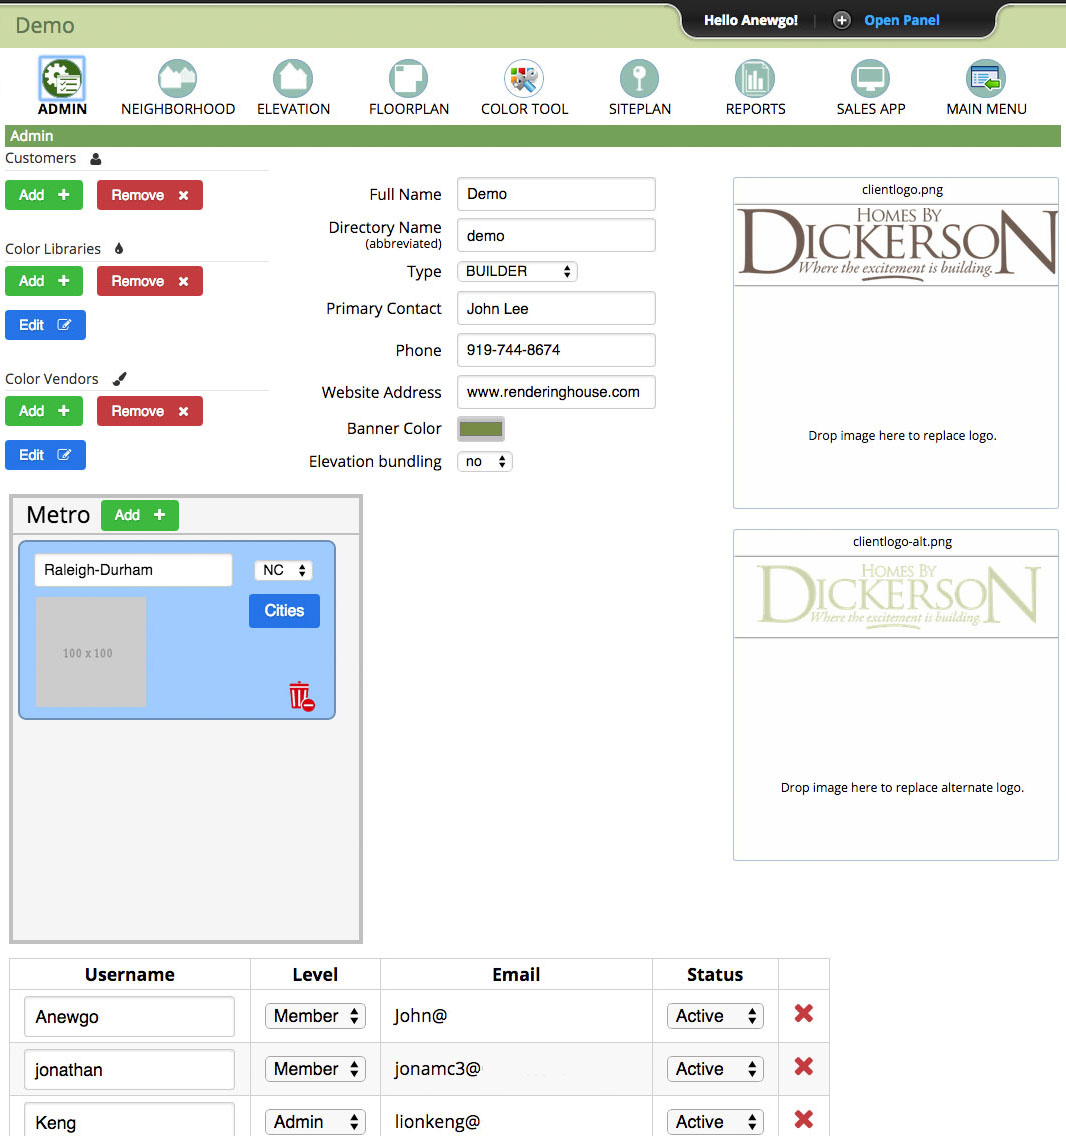 Demo
Hello Anewgo! Open Panel
ADMIN NEIGHBORHOOD ELEVATION FLOORPLAN COLOR TOOL SITEPLAN REPORTS SALES APP MAIN MENU
Admin
Customers
Add Remove
Color Libraries
Add Remove
Edit
Color Vendors
Add Remove
Edit
Full Name Demo
Directory Name
(abbreviated) demo
Type BUILDER
Primary Contact John Lee
Phone 919-744-8674
Website Address www.renderinghouse.com
Banner Color
Elevation bundling no
clientlogo.png
HOMES BY
DICKERSON
Where the excitement is building.
Drop image here to replace logo.
clientlogo-alt.png
HOMES BY
DICKERSON
Where the excitement is building.
Drop image here to replace alternate logo.
Metro Add
Raleigh-Durham NC
Cities
100 x 100
Username Level Email Status
Anewgo Member John@ Active
jonathan Member jonamc3@ Active
Keng Admin lionkeng@ Active